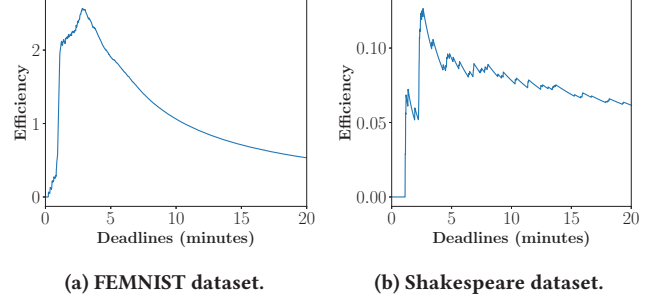 Efficiency
2
1
0
0
5
10
15
20
Deadlines (minutes)
(a) FEMNIST dataset.
Efficiency
0.10
0.05
0.00
0
5
10
15
20
Deadlines (minutes)
(b) Shakespeare dataset.